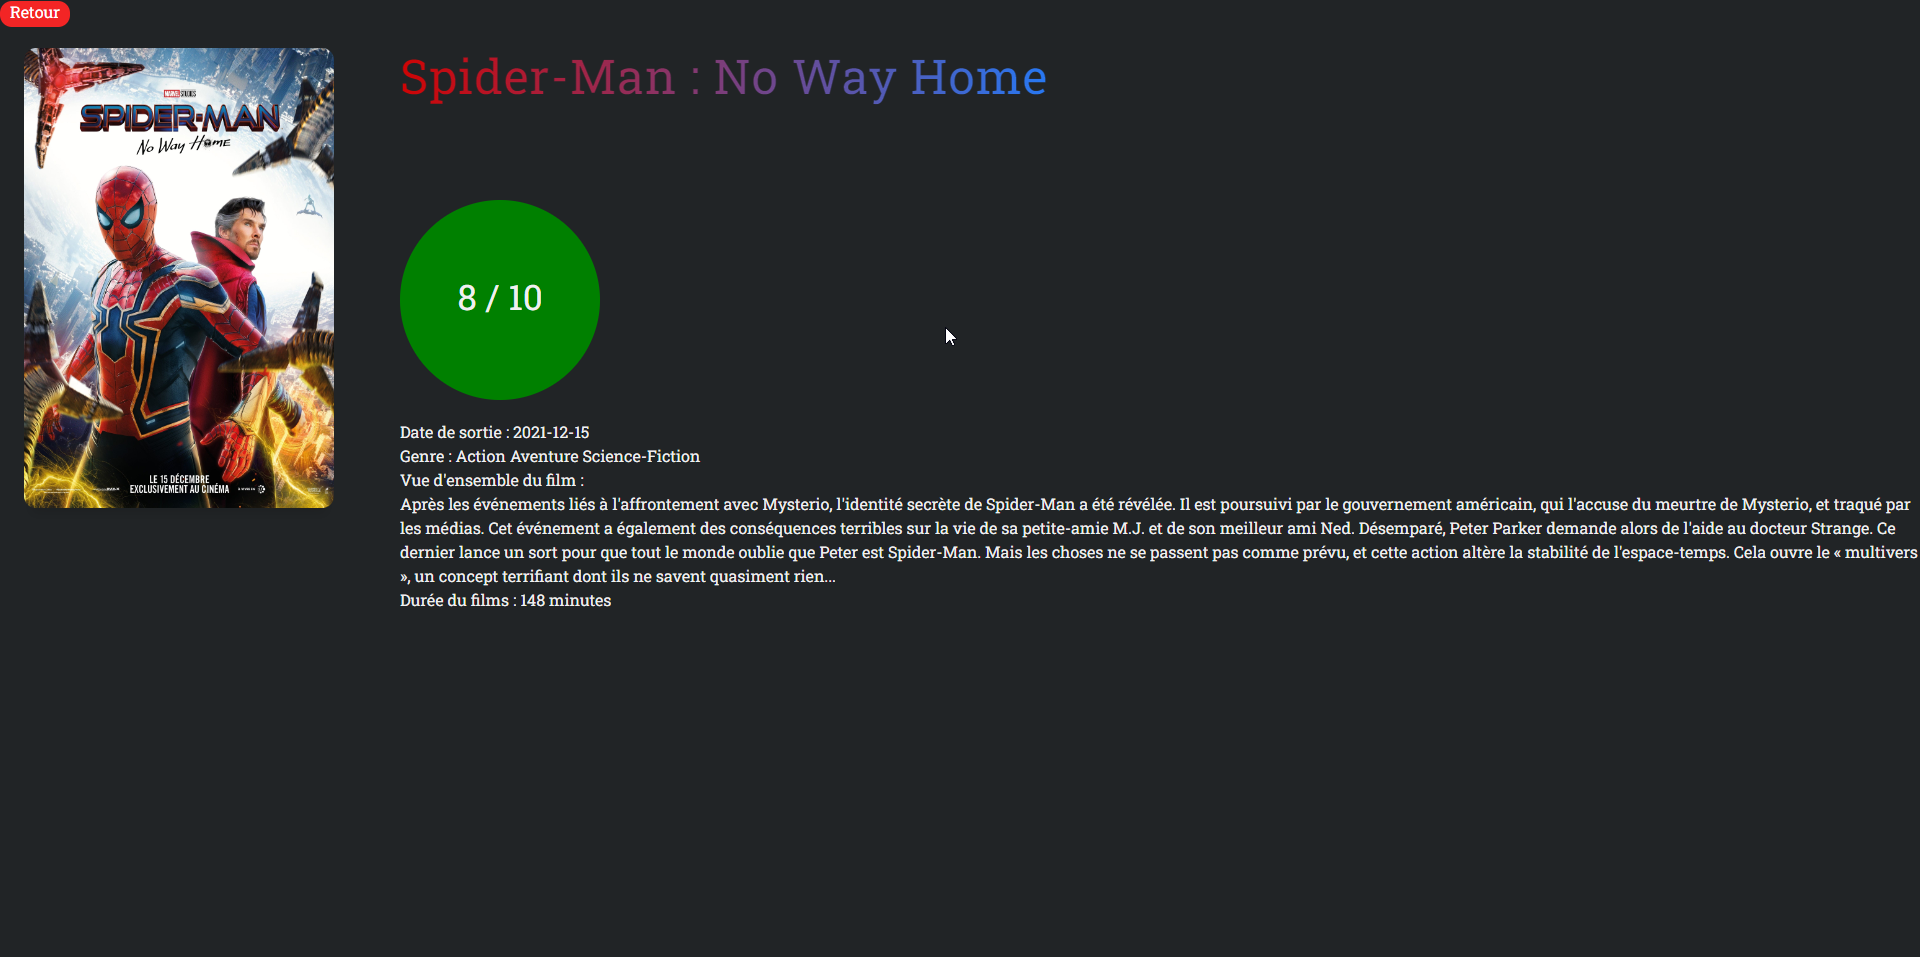 Retour
Spider-Man : No Way Home
MARVEL STUDIOS
SPIDER-MAN
No Way Home
LE 15 DÉCEMBRE
EXCLUSIVEMENT AU CINÉMA
8 / 10
Date de sortie : 2021-12-15
Genre : Action Aventure Science-Fiction
Vue d'ensemble du film :
Après les événements liés à l'affrontement avec Mysterio, l'identité secrète de Spider-Man a été révélée. Il est poursuivi par le gouvernement américain, qui l'accuse du meurtre de Mysterio, et traqué par
les médias. Cet événement a également des conséquences terribles sur la vie de sa petite-amie M.J. et de son meilleur ami Ned. Désemparé, Peter Parker demande alors de l'aide au docteur Strange. Ce
dernier lance un sort pour que tout le monde oublie que Peter est Spider-Man. Mais les choses ne se passent pas comme prévu, et cette action altère la stabilité de l'espace-temps. Cela ouvre le « multivers
», un concept terrifiant dont ils ne savent quasiment rien...
Durée du films : 148 minutes